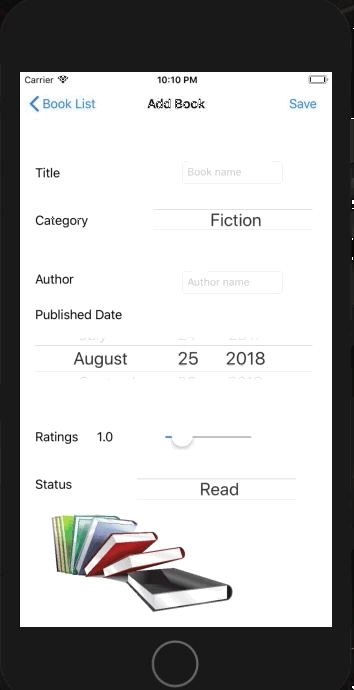 Carrier 10:10 PM
Book List Add Book Save
Title Book name
Category Fiction
Author Author name
Published Date
July
August 25 2018
Ratings 1.0
Status Read